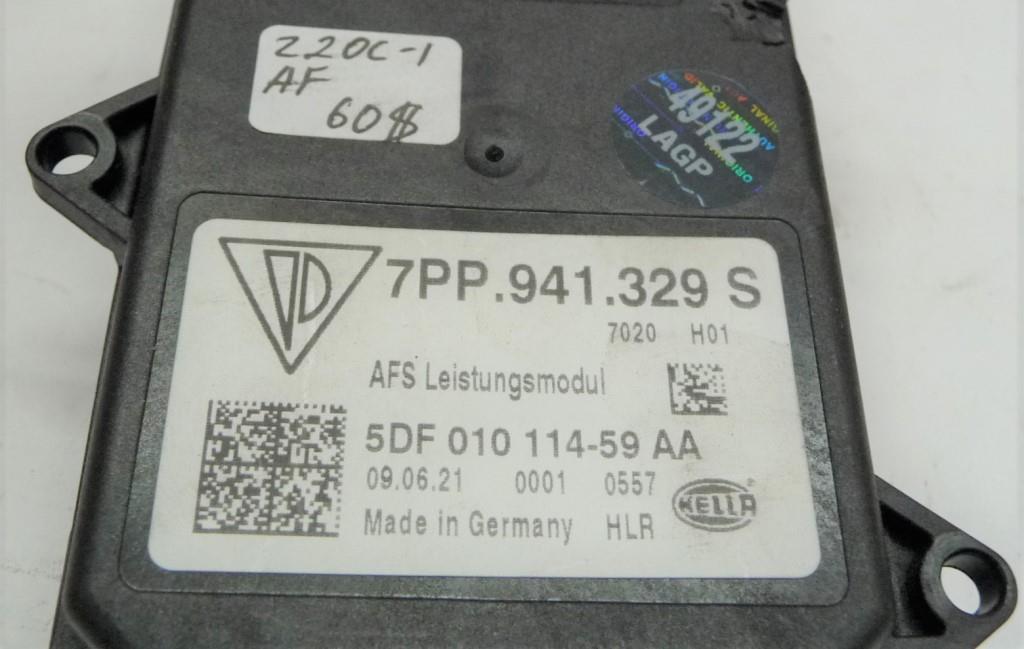 220C-1
AF
60$
49122
LAGP
7PP.941.329 S
7020 H01
AFS Leistungsmodul
5DF 010 114-59 AA
09.06.21 0001 0557
HELLA
Made in Germany HLR